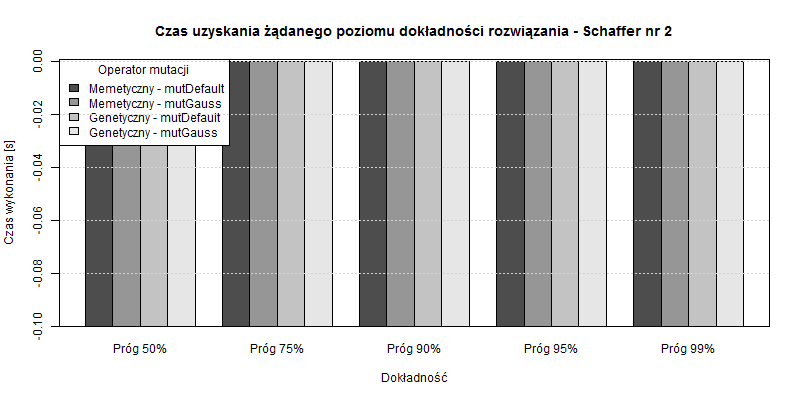 Czas uzyskania żądanego poziomu dokładności rozwiązania - Schaffer nr 2
Operator mutacji
Memetyczny - mutDefault
Memetyczny - mutGauss
Genetyczny - mutDefault
Genetyczny - mutGauss
Czas wykonania [s]
0.00
-0.02
-0.04
-0.06
-0.08
-0.10
Próg 50% Próg 75% Próg 90% Próg 95% Próg 99%
Dokładność